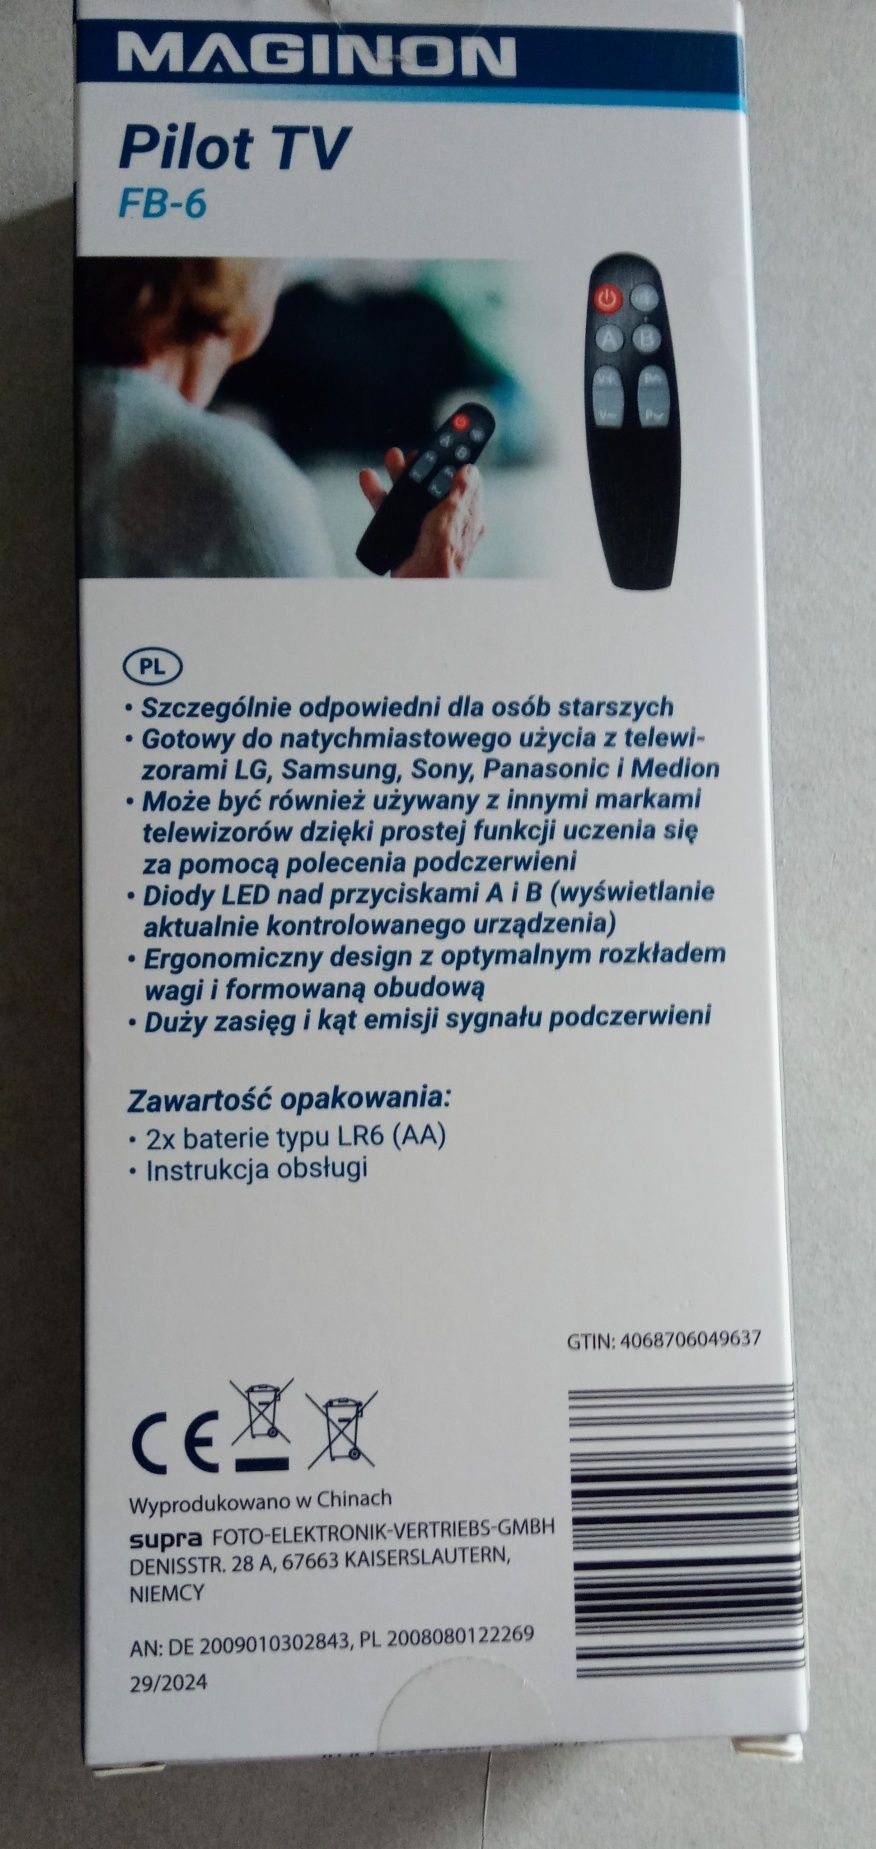 MAGINON
Pilot TV
FB-6
A B
V+ P
V− P
PL
• Szczególnie odpowiedni dla osób starszych
• Gotowy do natychmiastowego użycia z telewi-
zorami LG, Samsung, Sony, Panasonic i Medion
• Może być również używany z innymi markami
telewizorów dzięki prostej funkcji uczenia się
za pomocą polecenia podczerwieni
• Diody LED nad przyciskami A i B (wyświetlanie
aktualnie kontrolowanego urządzenia)
• Ergonomiczny design z optymalnym rozkładem
wagi i formowaną obudową
• Duży zasięg i kąt emisji sygnału podczerwieni
Zawartość opakowania:
• 2x baterie typu LR6 (AA)
• Instrukcja obsługi
GTIN: 4068706049637
CE
Wyprodukowano w Chinach
supra FOTO-ELEKTRONIK-VERTRIEBS-GMBH
DENISSTR. 28 A, 67663 KAISERSLAUTERN,
NIEMCY
AN: DE 2009010302843, PL 2008080122269
29/2024